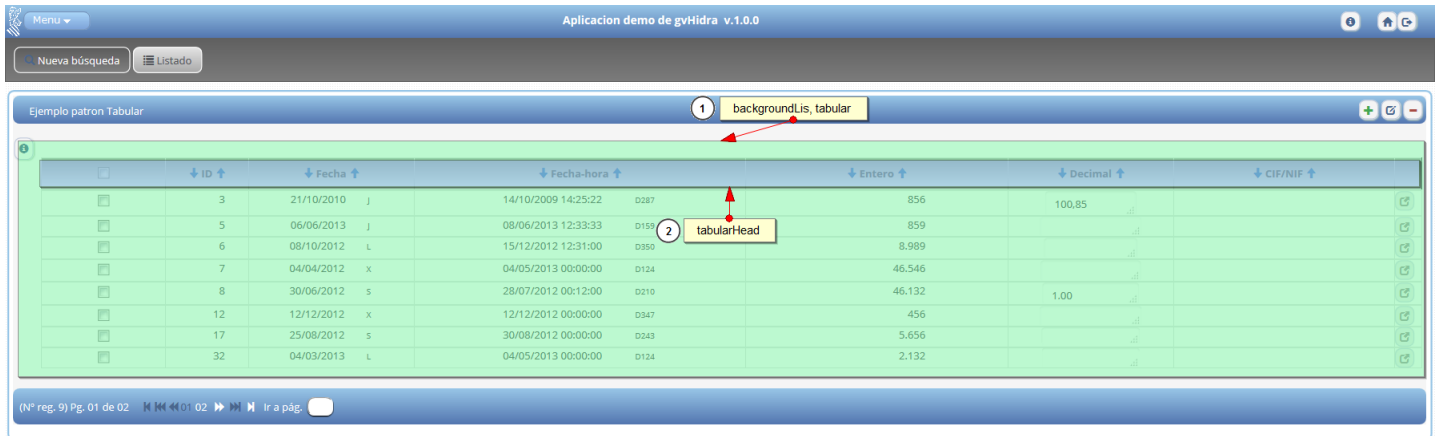 Menu Aplicacion demo de gvHidra v.1.0.0
Nueva búsqueda Listado
Ejemplo patron Tabular 1 backgroundLis, tabular
ID Fecha Fecha-hora Entero Decimal CIF/NIF
3 21/10/2010 J 14/10/2009 14:25:22 D287 856 100,85
5 06/06/2013 J 08/06/2013 12:33:33 D159 859
2 tabularHead
6 08/10/2012 L 15/12/2012 12:31:00 D350 8.989
7 04/04/2012 X 04/05/2013 00:00:00 D124 46.546
8 30/06/2012 S 28/07/2012 00:12:00 D210 46.132 1.00
12 12/12/2012 X 12/12/2012 00:00:00 D347 456
17 25/08/2012 S 30/08/2012 00:00:00 D243 5.656
32 04/03/2013 L 04/05/2013 00:00:00 D124 2.132
(Nº reg. 9) Pg. 01 de 02 01 02 Ir a pág.